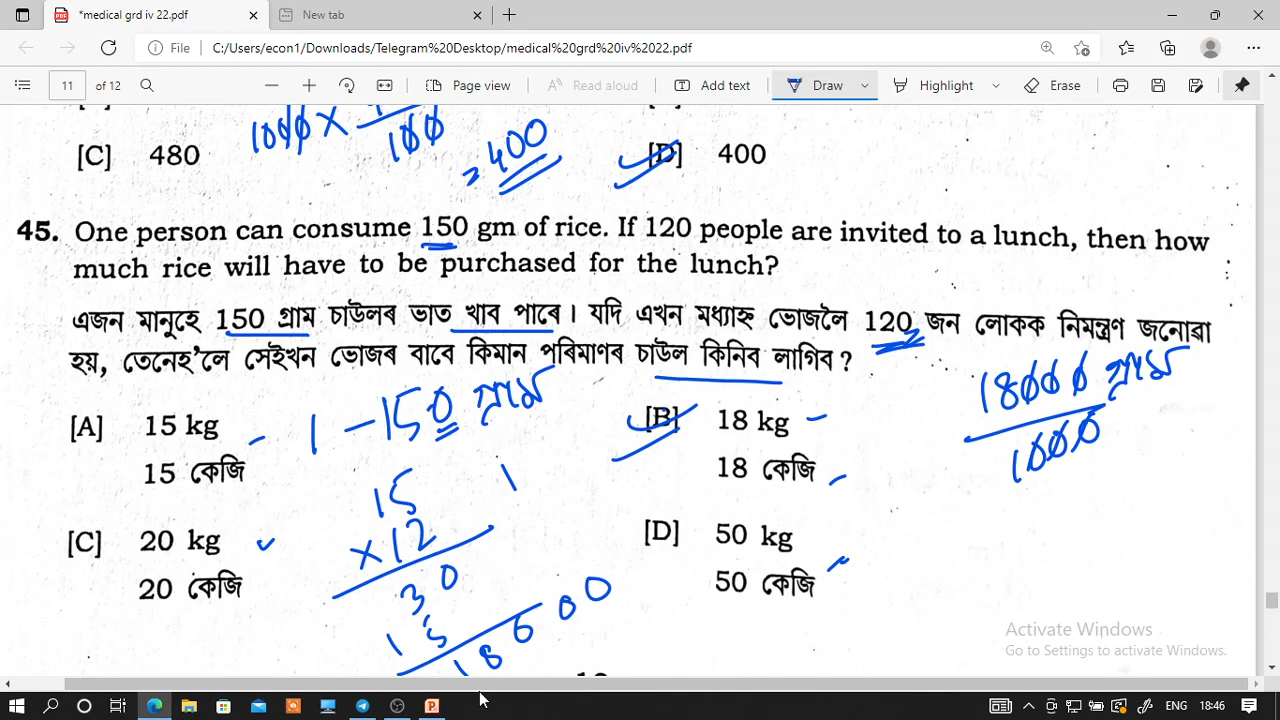 *medical grd iv 22.pdf
New tab
File C:/Users/econ1/Downloads/Telegram%20Desktop/medical%20grd%20iv%202022.pdf
11 of 12 Page view Read aloud Add text Draw Highlight Erase
1000 × 100
= 400
[C] 480 [D] 400
45. One person can consume 150 gm of rice. If 120 people are invited to a lunch, then how
much rice will have to be purchased for the lunch?
এজন মানুহে 150 গ্ৰাম চাউলৰ ভাত খাব পাৰে। যদি এখন মধ্যাহ্ন ভোজলৈ 120 জন লোকক নিমন্ত্ৰণ জনোৱা
হয়, তেনেহ'লে সেইখন ভোজৰ বাবে কিমান পৰিমাণৰ চাউল কিনিব লাগিব?
18000 গ্ৰাম
1000
1 - 150 গ্ৰাম
[A] 15 kg [B] 18 kg
15 কেজি 18 কেজি
[C] 20 kg [D] 50 kg
20 কেজি 50 কেজি
15
×12
30
15
18000
Activate Windows
Go to Settings to activate Windows.
ENG 18:46